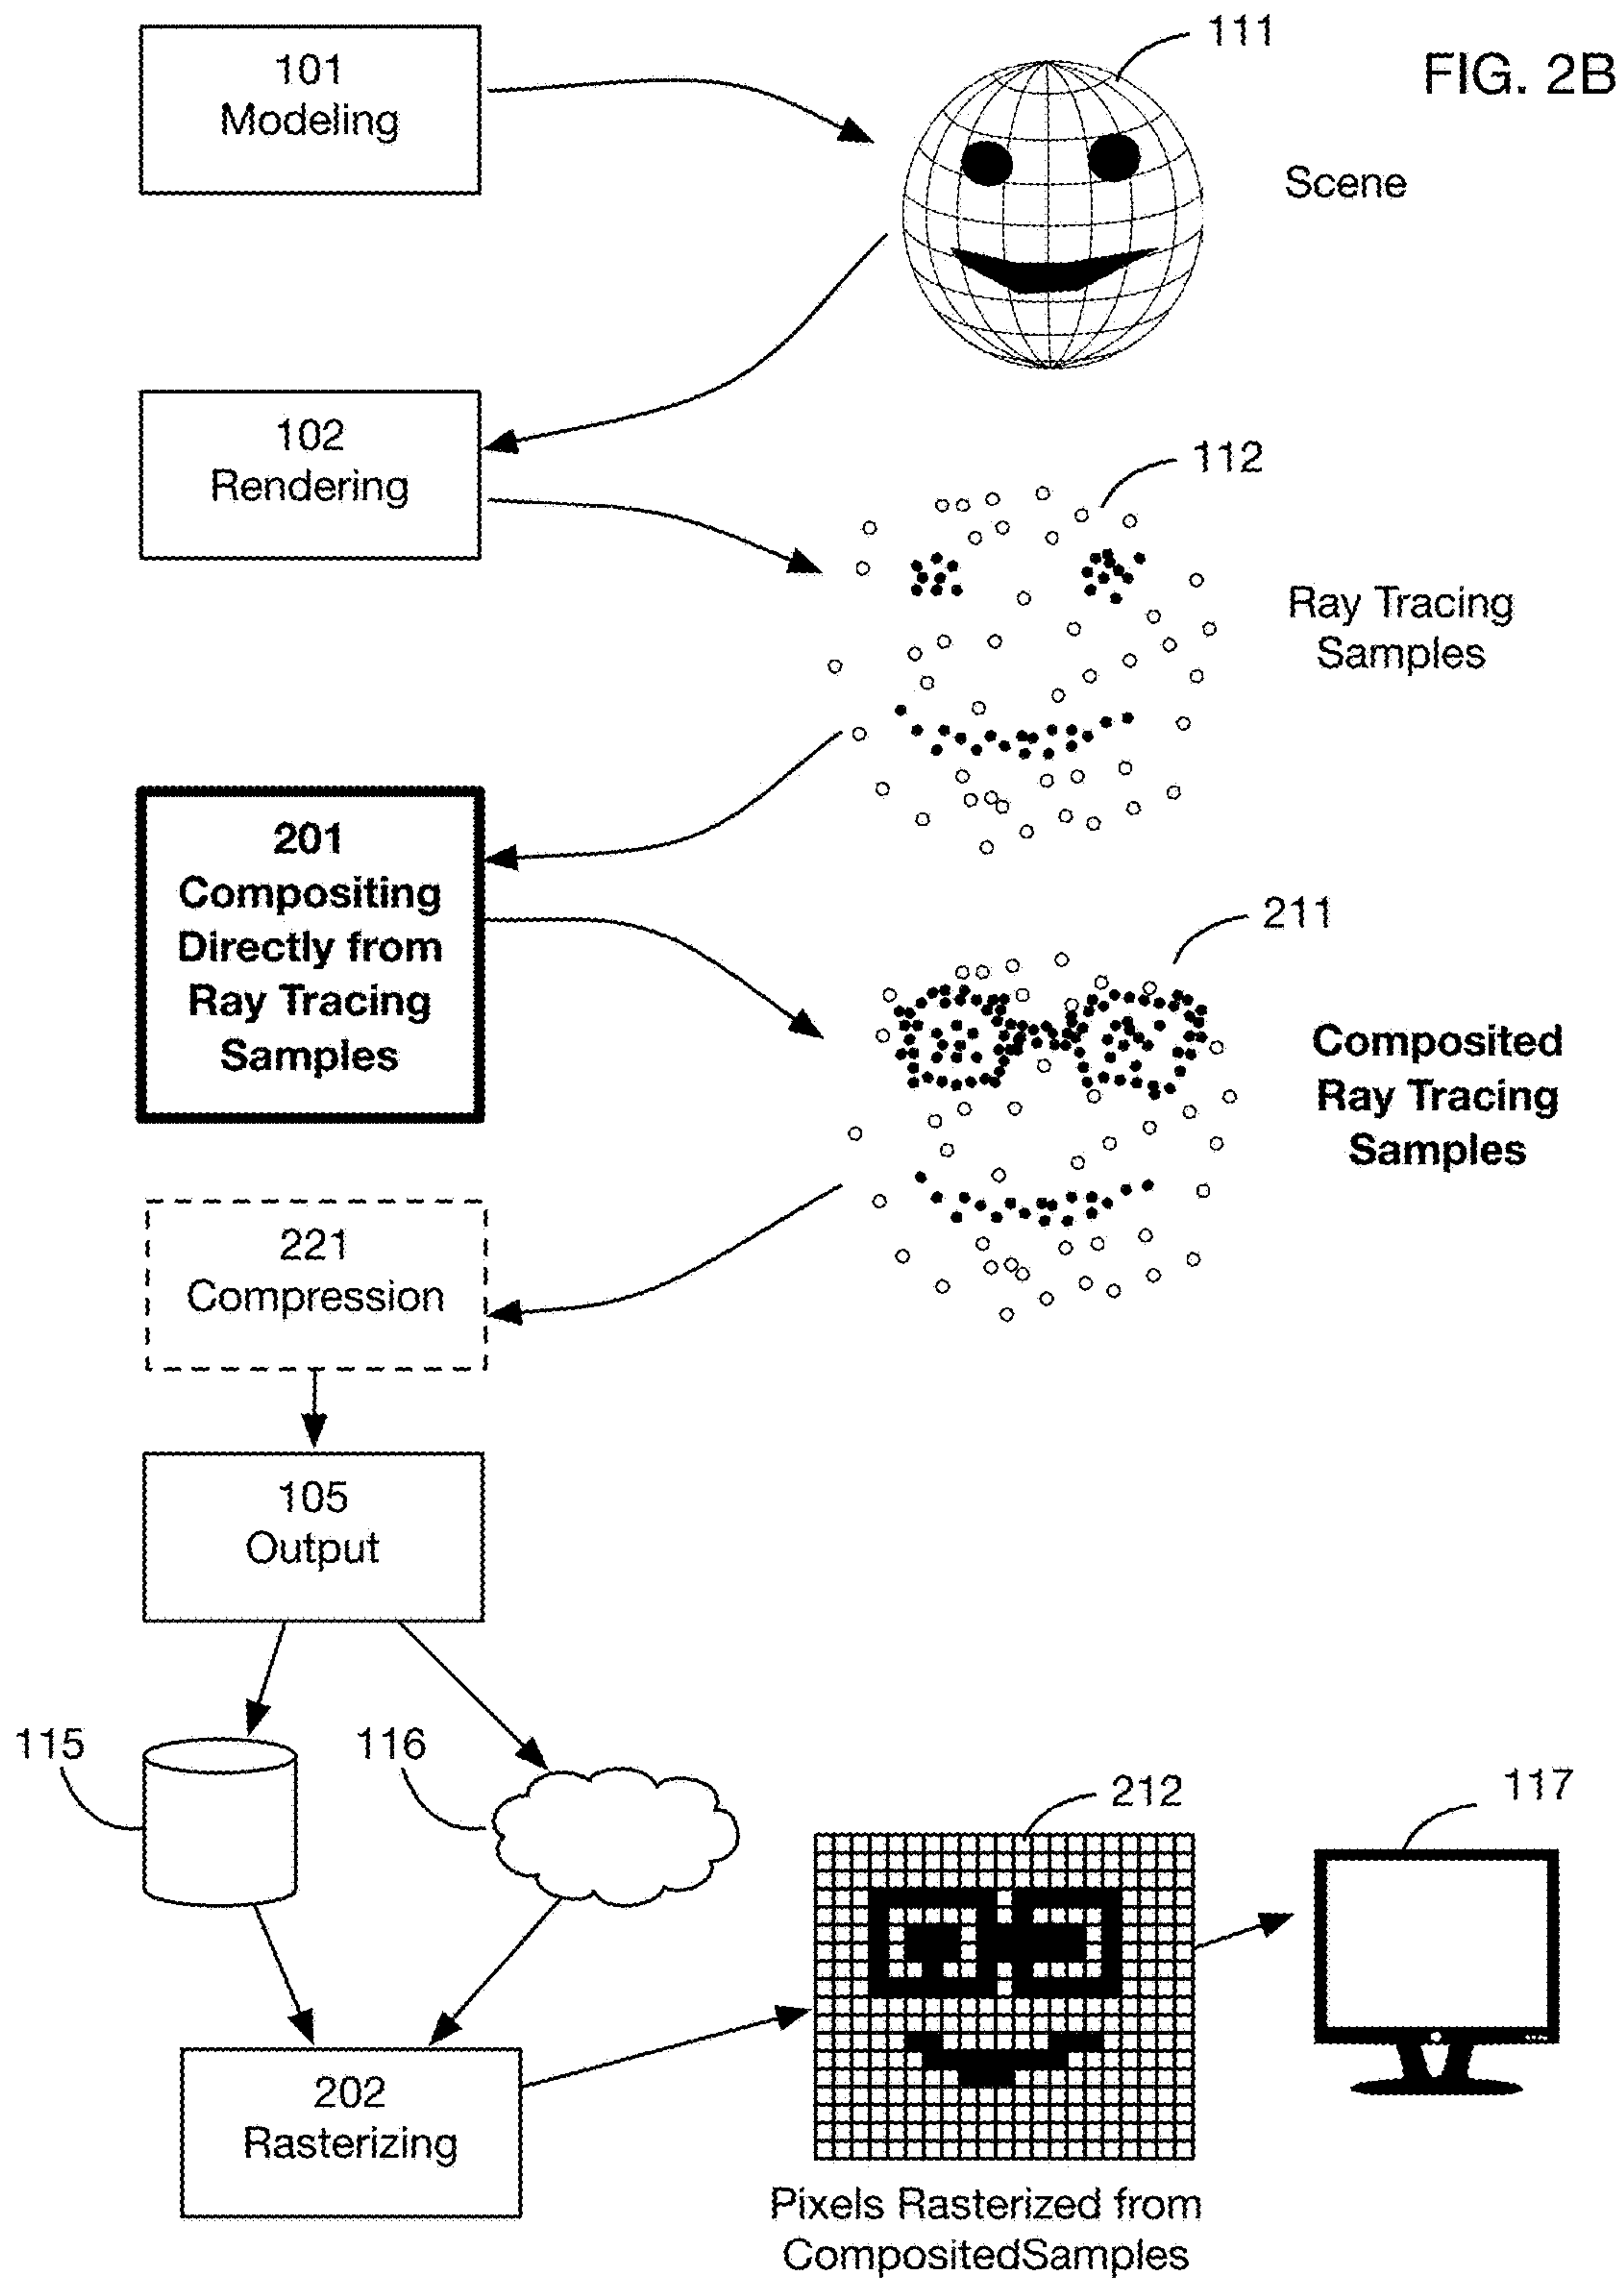 111
FIG. 2B
101
Modeling
Scene
102
Rendering
112
Ray Tracing
Samples
201
Compositing
Directly from
Ray Tracing
Samples
211
Composited
Ray Tracing
Samples
221
Compression
105
Output
115
116
212
117
202
Rasterizing
Pixels Rasterized from
CompositedSamples